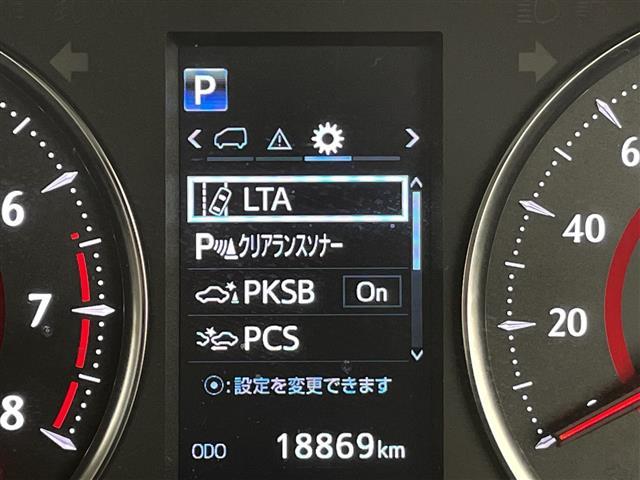 P
LTA
P クリアランスソナー
PKSB On
PCS
:設定を変更できます
ODO 18869km
6
7
8
60
40
20